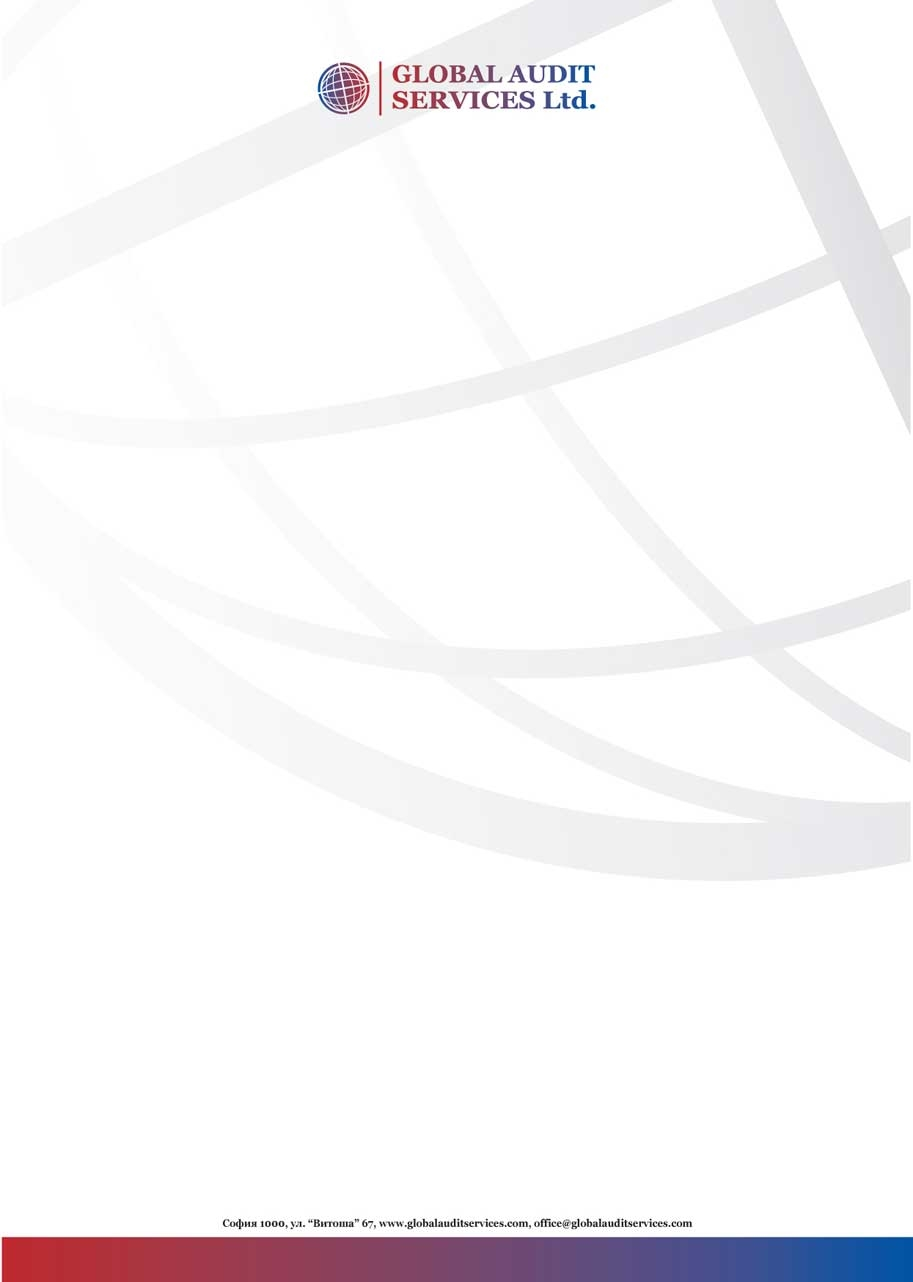 GLOBAL AUDIT
SERVICES Ltd.
София 1000, ул. “Витоша” 67, www.globalauditservices.com, office@globalauditservices.com